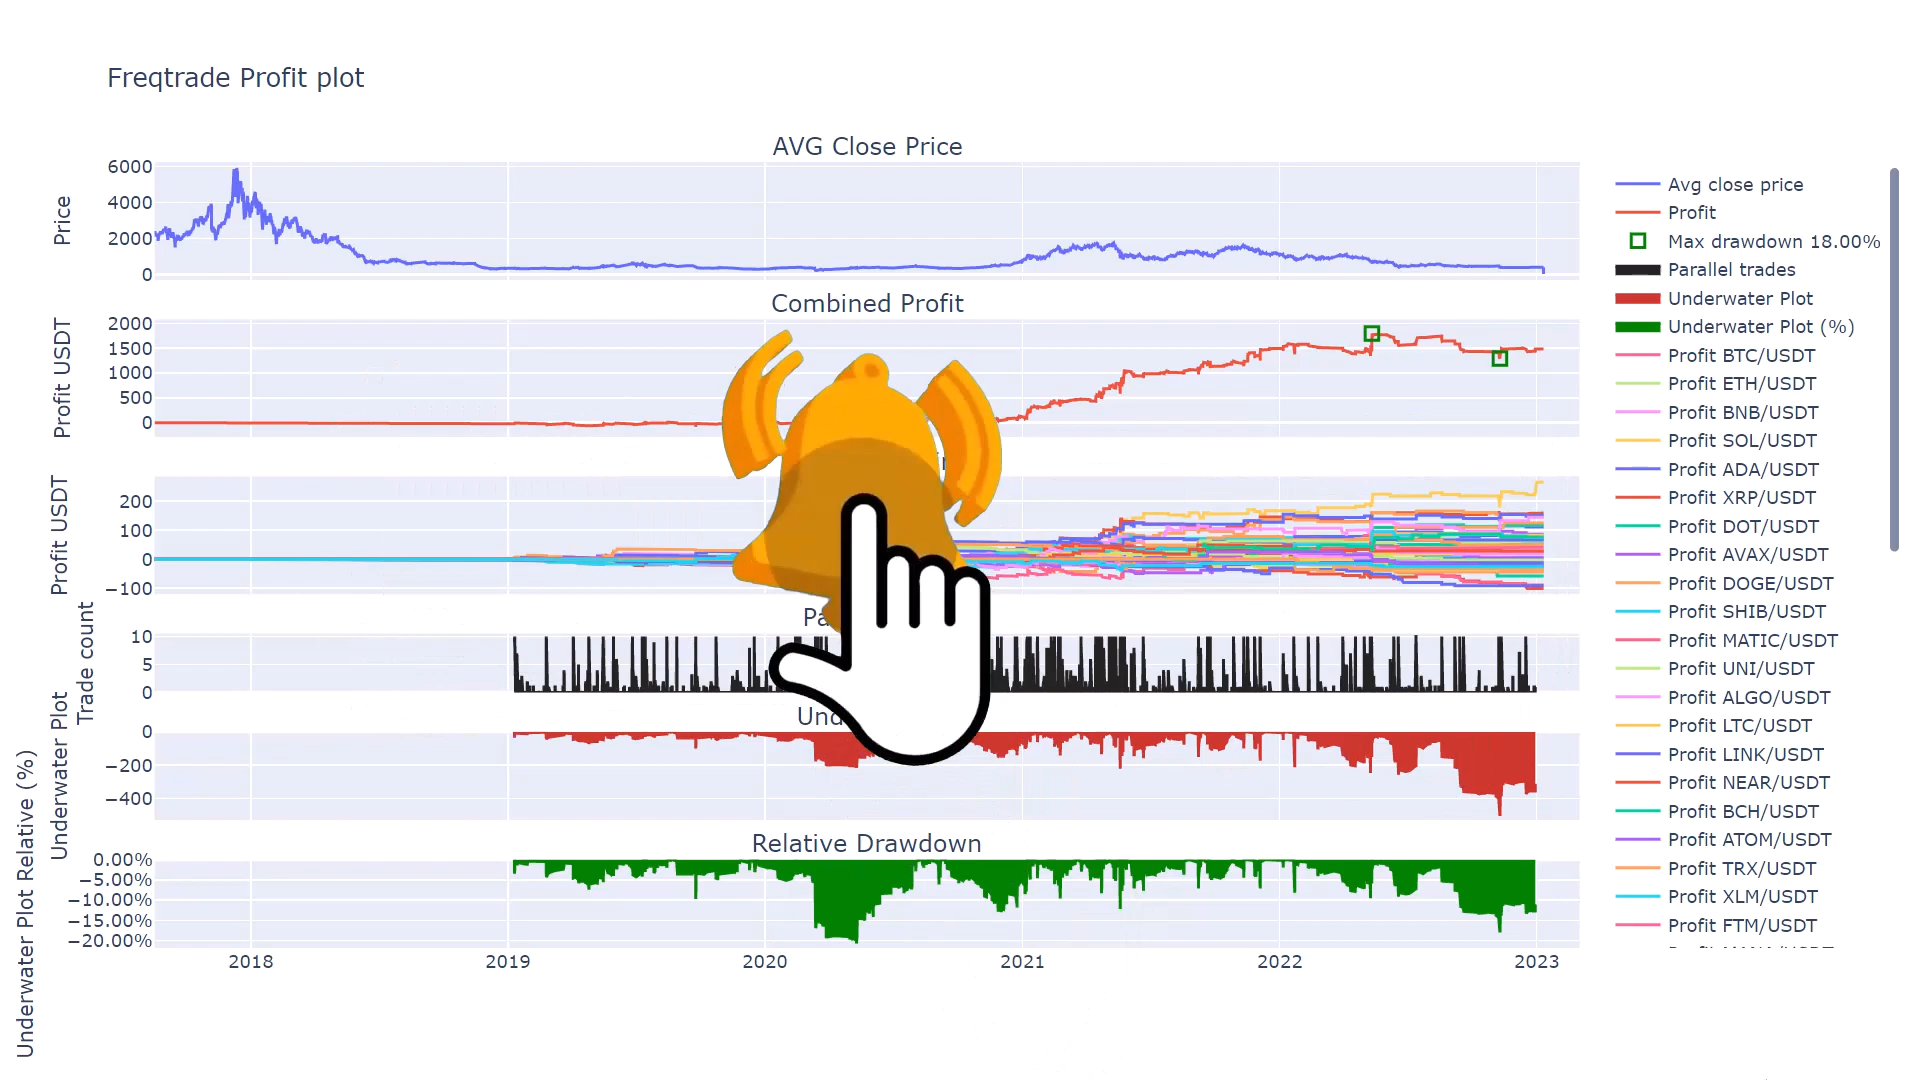 Freqtrade Profit plot
AVG Close Price
Price
6000
4000
2000
0
Combined Profit
Profit USDT
2000
1500
1000
500
0
Profit USDT
200
100
0
−100
Trade count
10
5
0
Underwater Plot
0
−200
−400
Relative Drawdown
Underwater Plot Relative (%)
0.00%
−5.00%
−10.00%
−15.00%
−20.00%
2018
2019
2020
2021
2022
2023
Avg close price
Profit
Max drawdown 18.00%
Parallel trades
Underwater Plot
Underwater Plot (%)
Profit BTC/USDT
Profit ETH/USDT
Profit BNB/USDT
Profit SOL/USDT
Profit ADA/USDT
Profit XRP/USDT
Profit DOT/USDT
Profit AVAX/USDT
Profit DOGE/USDT
Profit SHIB/USDT
Profit MATIC/USDT
Profit UNI/USDT
Profit ALGO/USDT
Profit LTC/USDT
Profit LINK/USDT
Profit NEAR/USDT
Profit BCH/USDT
Profit ATOM/USDT
Profit TRX/USDT
Profit XLM/USDT
Profit FTM/USDT